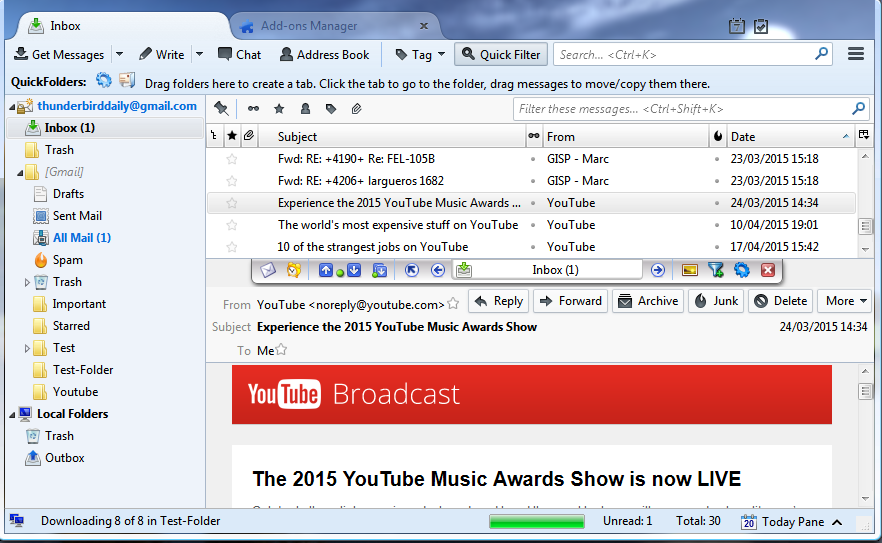 Inbox
Add-ons Manager
Get Messages
Write
Chat
Address Book
Tag
Quick Filter
Search... <Ctrl+K>
QuickFolders:
Drag folders here to create a tab. Click the tab to go to the folder, drag messages to move/copy them there.
thunderbirddaily@gmail.com
Inbox (1)
Trash
[Gmail]
Drafts
Sent Mail
All Mail (1)
Spam
Trash
Important
Starred
Test
Test-Folder
Youtube
Local Folders
Trash
Outbox
Filter these messages... <Ctrl+Shift+K>
Subject From Date
Fwd: RE: +4190+ Re: FEL-105B GISP - Marc 23/03/2015 15:18
Fwd: RE: +4206+ largueros 1682 GISP - Marc 23/03/2015 15:18
Experience the 2015 YouTube Music Awards ... YouTube 24/03/2015 14:34
The world's most expensive stuff on YouTube YouTube 10/04/2015 19:01
10 of the strangest jobs on YouTube YouTube 17/04/2015 15:42
Inbox (1)
From YouTube <noreply@youtube.com>
Reply
Forward
Archive
Junk
Delete
More
Subject Experience the 2015 YouTube Music Awards Show 24/03/2015 14:34
To Me
YouTube Broadcast
The 2015 YouTube Music Awards Show is now LIVE
Downloading 8 of 8 in Test-Folder
Unread: 1
Total: 30
20
Today Pane